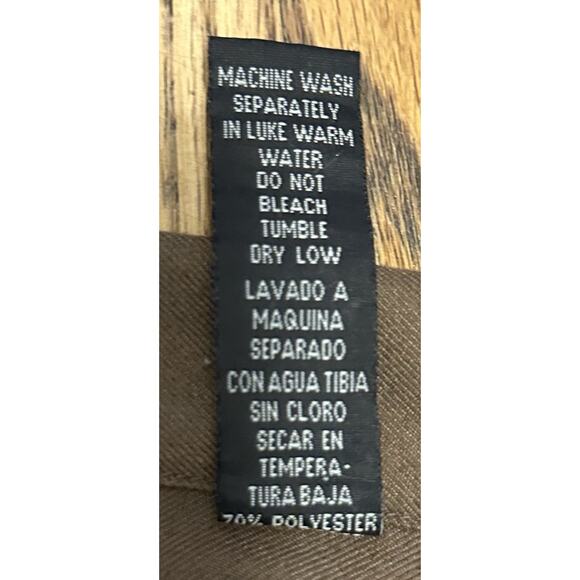 MACHINE WASH
SEPARATELY
IN LUKE WARM
WATER
DO NOT
BLEACH
TUMBLE
DRY LOW
LAVADO A
MAQUINA
SEPARADO
CON AGUA TIBIA
SIN CLORO
SECAR EN
TEMPERA-
TURA BAJA
70% POLYESTER